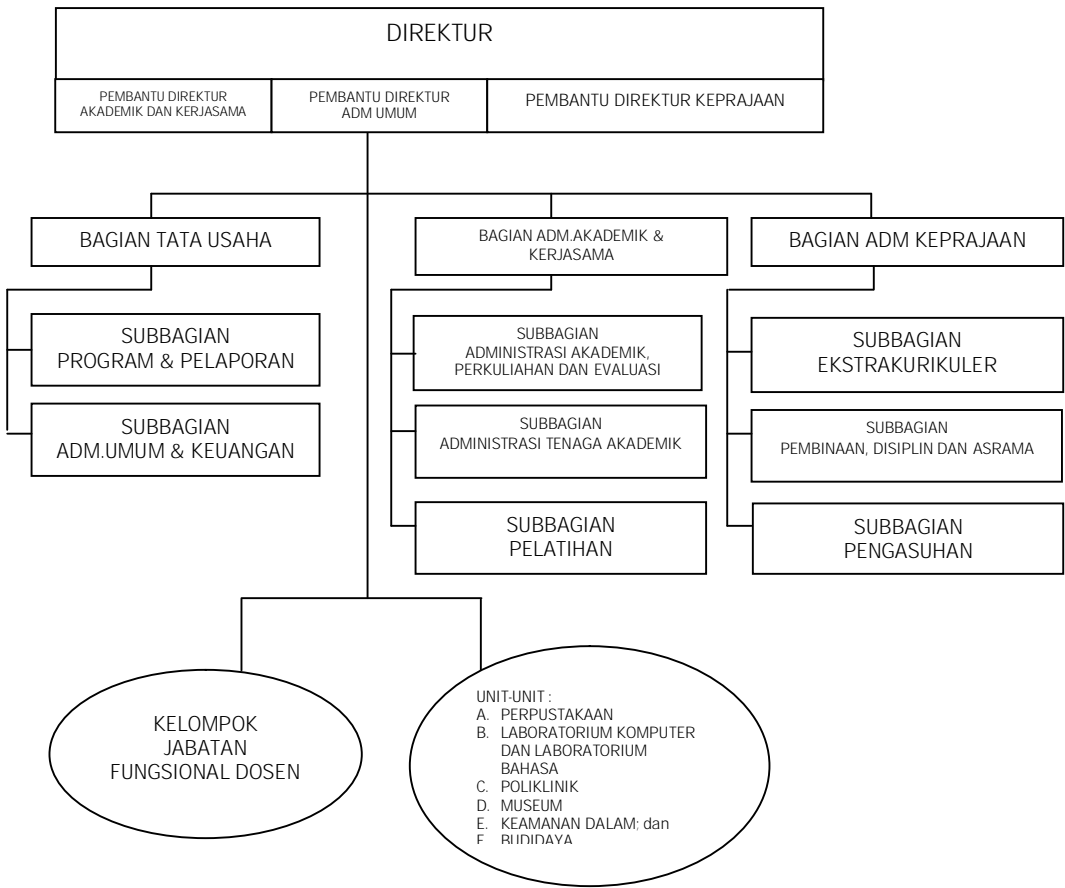 DIREKTUR
PEMBANTU DIREKTUR
AKADEMIK DAN KERJASAMA
PEMBANTU DIREKTUR
ADM UMUM
PEMBANTU DIREKTUR KEPRAJAAN
BAGIAN TATA USAHA
BAGIAN ADM.AKADEMIK &
KERJASAMA
BAGIAN ADM KEPRAJAAN
SUBBAGIAN
PROGRAM & PELAPORAN
SUBBAGIAN
ADM.UMUM & KEUANGAN
SUBBAGIAN
ADMINISTRASI AKADEMIK,
PERKULIAHAN DAN EVALUASI
SUBBAGIAN
ADMINISTRASI TENAGA AKADEMIK
SUBBAGIAN
PELATIHAN
SUBBAGIAN
EKSTRAKURIKULER
SUBBAGIAN
PEMBINAAN, DISIPLIN DAN ASRAMA
SUBBAGIAN
PENGASUHAN
KELOMPOK
JABATAN
FUNGSIONAL DOSEN
UNIT-UNIT :
A. PERPUSTAKAAN
B. LABORATORIUM KOMPUTER
DAN LABORATORIUM
BAHASA
C. POLIKLINIK
D. MUSEUM
E. KEAMANAN DALAM; dan
F. BUDIDAYA